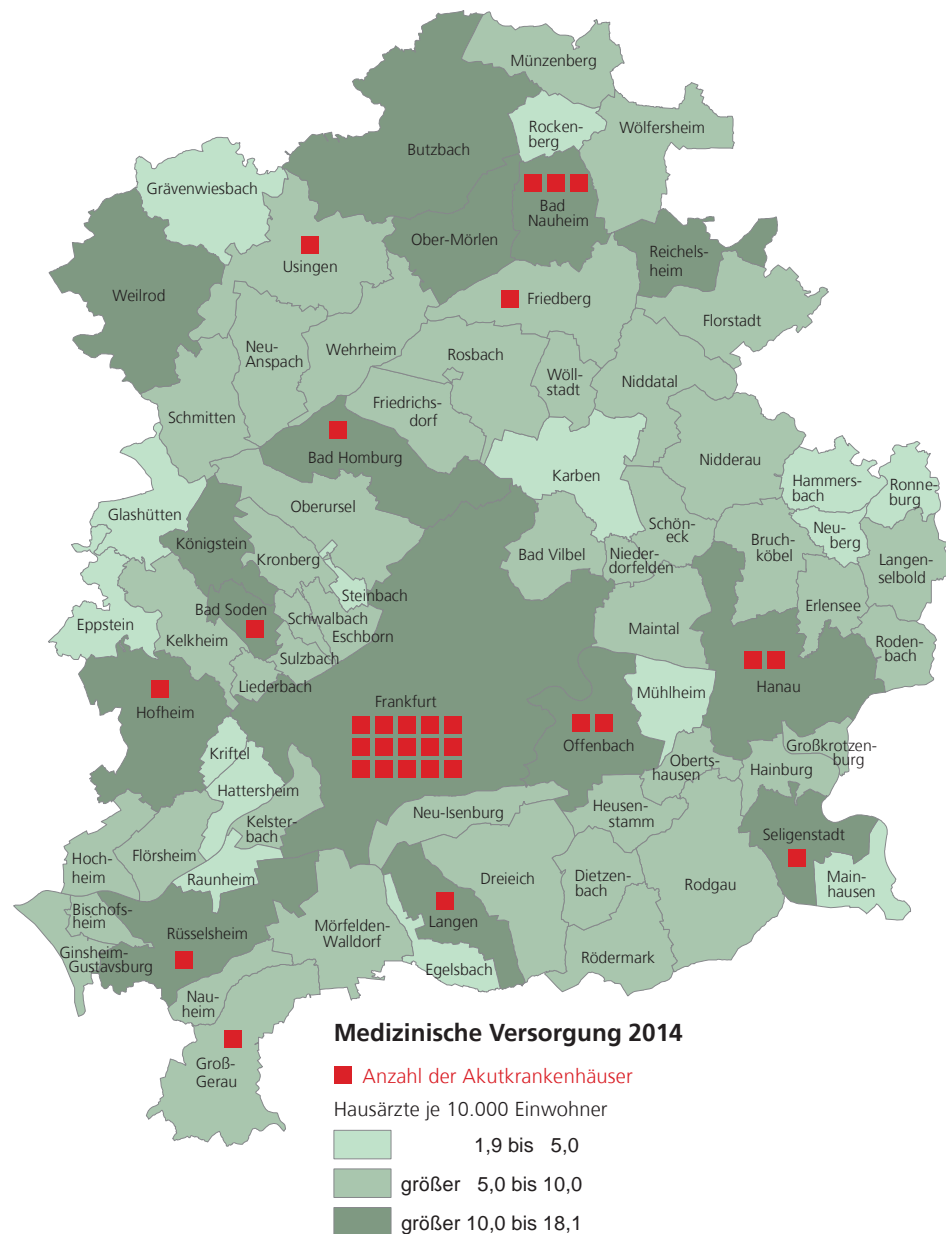 Münzenberg
Rocken-
berg
Wölfersheim
Butzbach
Grävenwiesbach
Bad
Nauheim
Ober-Mörlen
Reichels-
heim
Usingen
Weilrod
Friedberg
Florstadt
Neu-
Anspach
Wehrheim
Rosbach
Wöll-
stadt
Niddatal
Schmitten
Friedrichs-
dorf
Bad Homburg
Nidderau
Karben
Hammers-
bach
Ronne-
burg
Glashütten
Oberursel
Königstein
Kronberg
Bad Vilbel
Nieder-
dorfelden
Schön-
eck
Bruch-
köbel
Neu-
berg
Langen-
selbold
Steinbach
Bad Soden
Schwalbach
Eschborn
Erlensee
Eppstein
Kelkheim
Sulzbach
Maintal
Roden-
bach
Liederbach
Mühlheim
Hanau
Hofheim
Frankfurt
Offenbach
Kriftel
Oberts-
hausen
Großkrotzen-
burg
Hainburg
Hattersheim
Kelster-
bach
Neu-Isenburg
Heusen-
stamm
Seligenstadt
Hoch-
heim
Flörsheim
Raunheim
Dreieich
Dietzen-
bach
Rodgau
Main-
hausen
Bischofs-
heim
Rüsselsheim
Mörfelden-
Walldorf
Langen
Ginsheim-
Gustavsburg
Egelsbach
Rödermark
Nau-
heim
Groß-
Gerau
Medizinische Versorgung 2014
Anzahl der Akutkrankenhäuser
Hausärzte je 10.000 Einwohner
1,9 bis 5,0
größer 5,0 bis 10,0
größer 10,0 bis 18,1